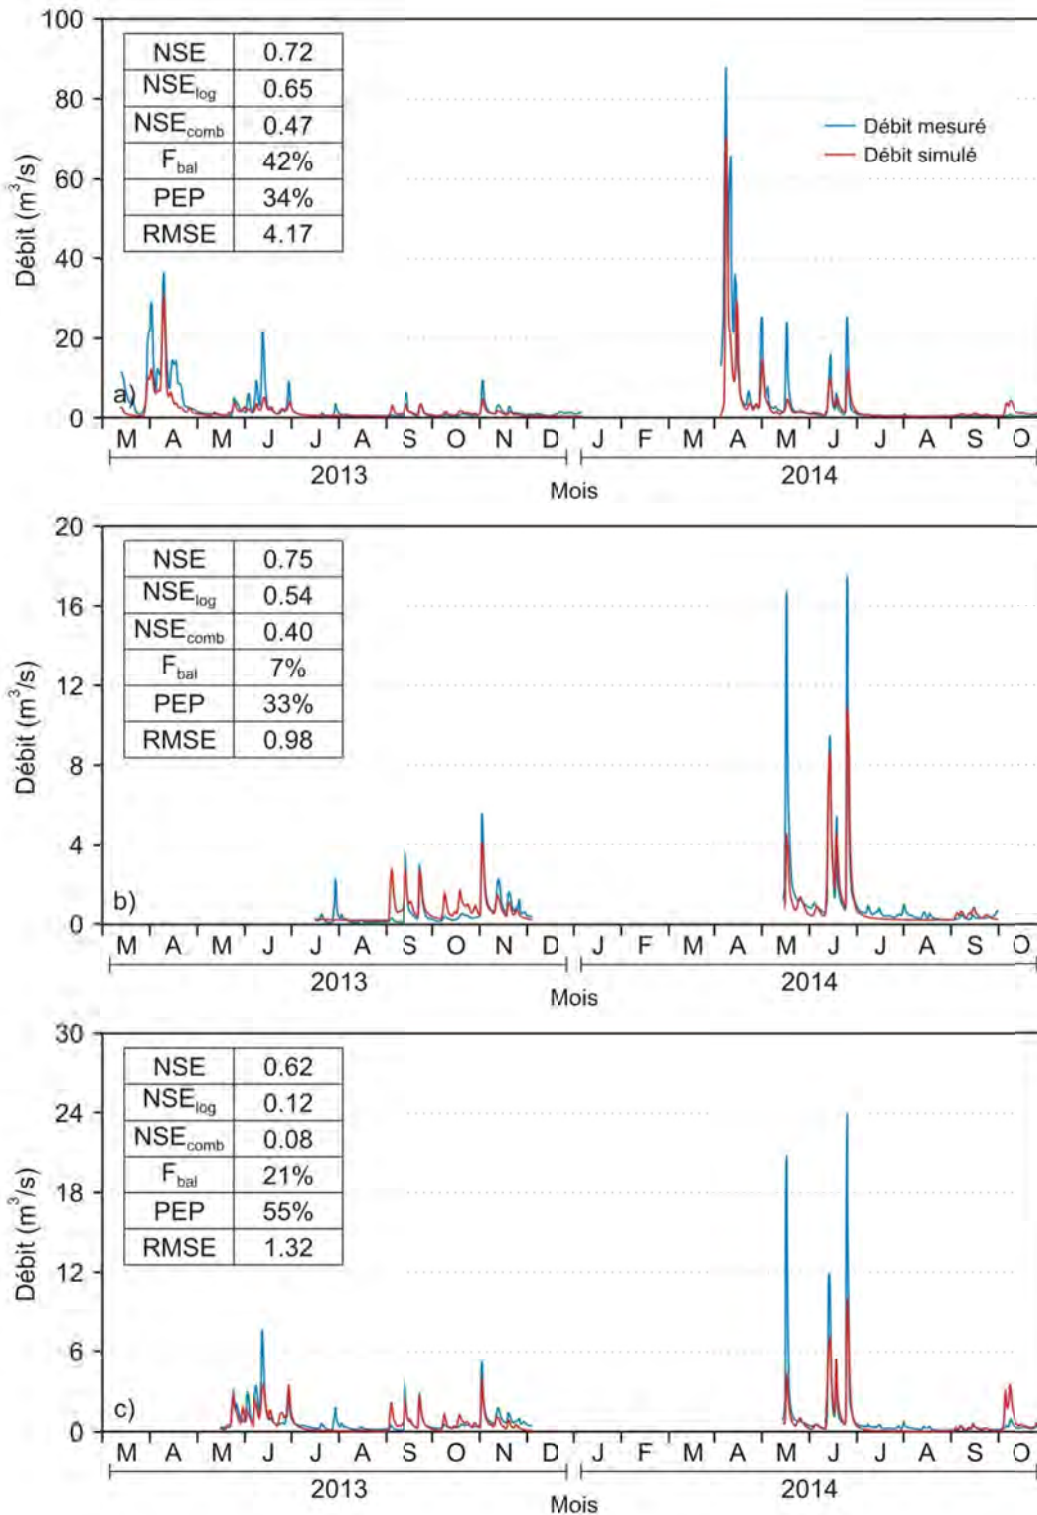 100
80
60
40
20
0
Débit (m³/s)
NSE 0.72
NSElog 0.65
NSEcomb 0.47
Fbal 42%
PEP 34%
RMSE 4.17
Débit mesuré
Débit simulé
a)
M A M J J A S O N D J F M A M J J A S O
2013 2014
Mois
20
16
12
8
4
0
Débit (m³/s)
NSE 0.75
NSElog 0.54
NSEcomb 0.40
Fbal 7%
PEP 33%
RMSE 0.98
b)
M A M J J A S O N D J F M A M J J A S O
2013 2014
Mois
30
24
18
12
6
0
Débit (m³/s)
NSE 0.62
NSElog 0.12
NSEcomb 0.08
Fbal 21%
PEP 55%
RMSE 1.32
c)
M A M J J A S O N D J F M A M J J A S O
2013 2014
Mois